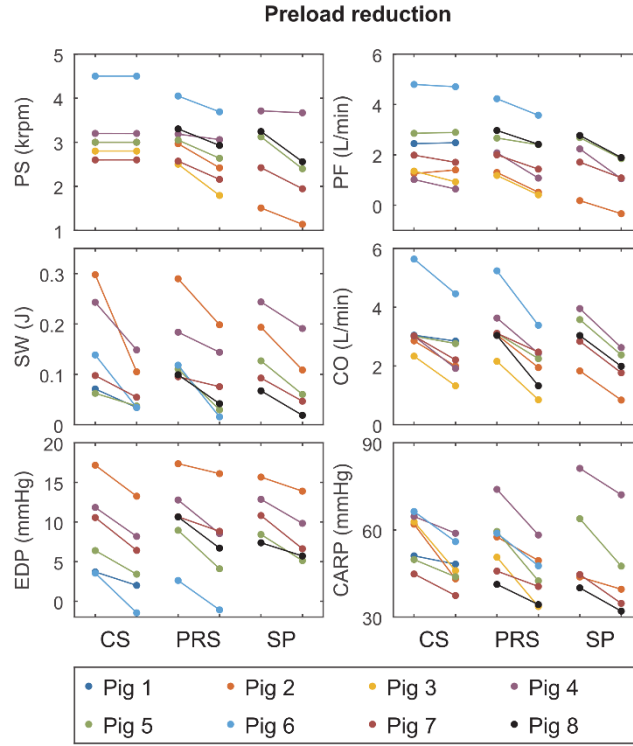 Preload reduction
PS (krpm)
5
4
3
2
1
PF (L/min)
6
4
2
0
SW (J)
0.3
0.2
0.1
0
CO (L/min)
6
4
2
0
EDP (mmHg)
20
15
10
5
0
CARP (mmHg)
90
60
30
CS PRS SP
CS PRS SP
Pig 1 Pig 2 Pig 3 Pig 4
Pig 5 Pig 6 Pig 7 Pig 8